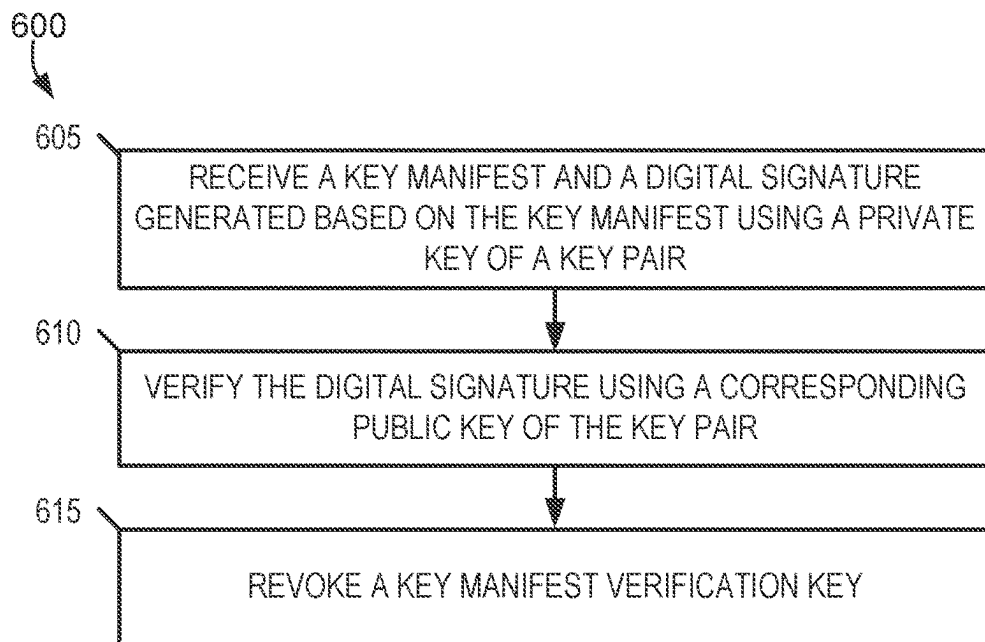 600
605
RECEIVE A KEY MANIFEST AND A DIGITAL SIGNATURE
GENERATED BASED ON THE KEY MANIFEST USING A PRIVATE
KEY OF A KEY PAIR
610
VERIFY THE DIGITAL SIGNATURE USING A CORRESPONDING
PUBLIC KEY OF THE KEY PAIR
615
REVOKE A KEY MANIFEST VERIFICATION KEY